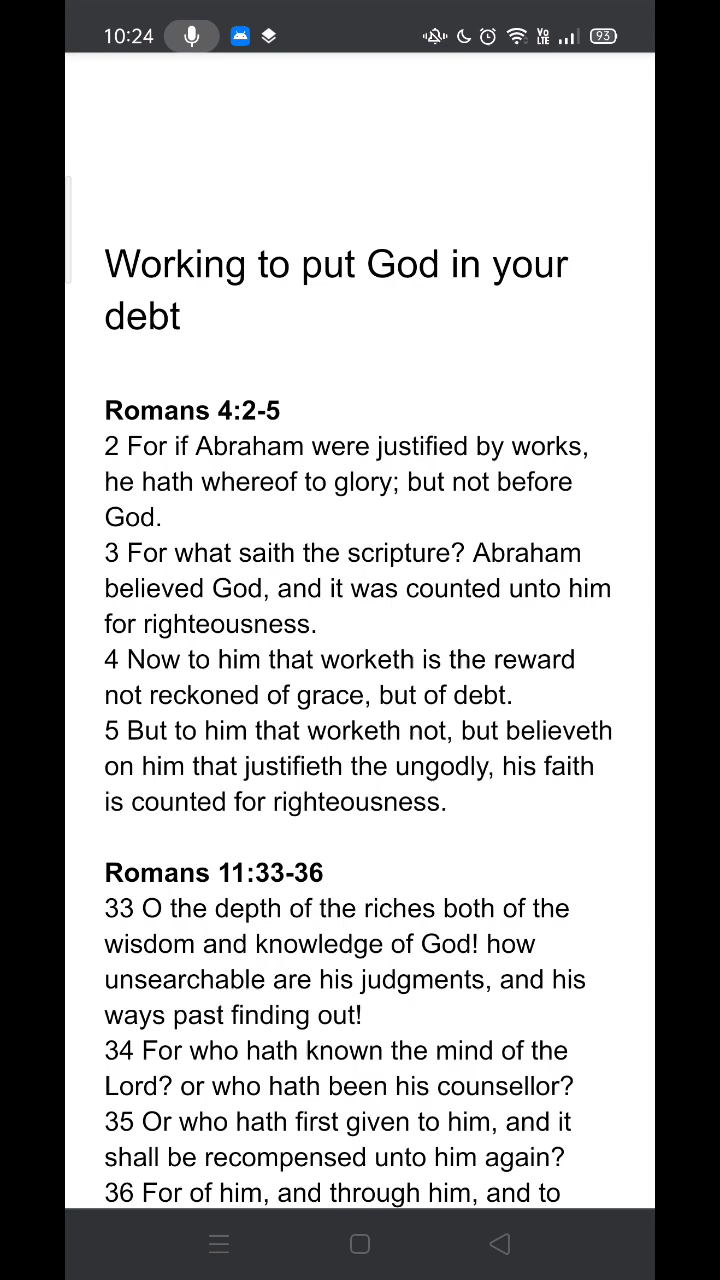 10:24
Vo
LTE
93
Working to put God in your
debt
Romans 4:2-5
2 For if Abraham were justified by works,
he hath whereof to glory; but not before
God.
3 For what saith the scripture? Abraham
believed God, and it was counted unto him
for righteousness.
4 Now to him that worketh is the reward
not reckoned of grace, but of debt.
5 But to him that worketh not, but believeth
on him that justifieth the ungodly, his faith
is counted for righteousness.
Romans 11:33-36
33 O the depth of the riches both of the
wisdom and knowledge of God! how
unsearchable are his judgments, and his
ways past finding out!
34 For who hath known the mind of the
Lord? or who hath been his counsellor?
35 Or who hath first given to him, and it
shall be recompensed unto him again?
36 For of him, and through him, and to